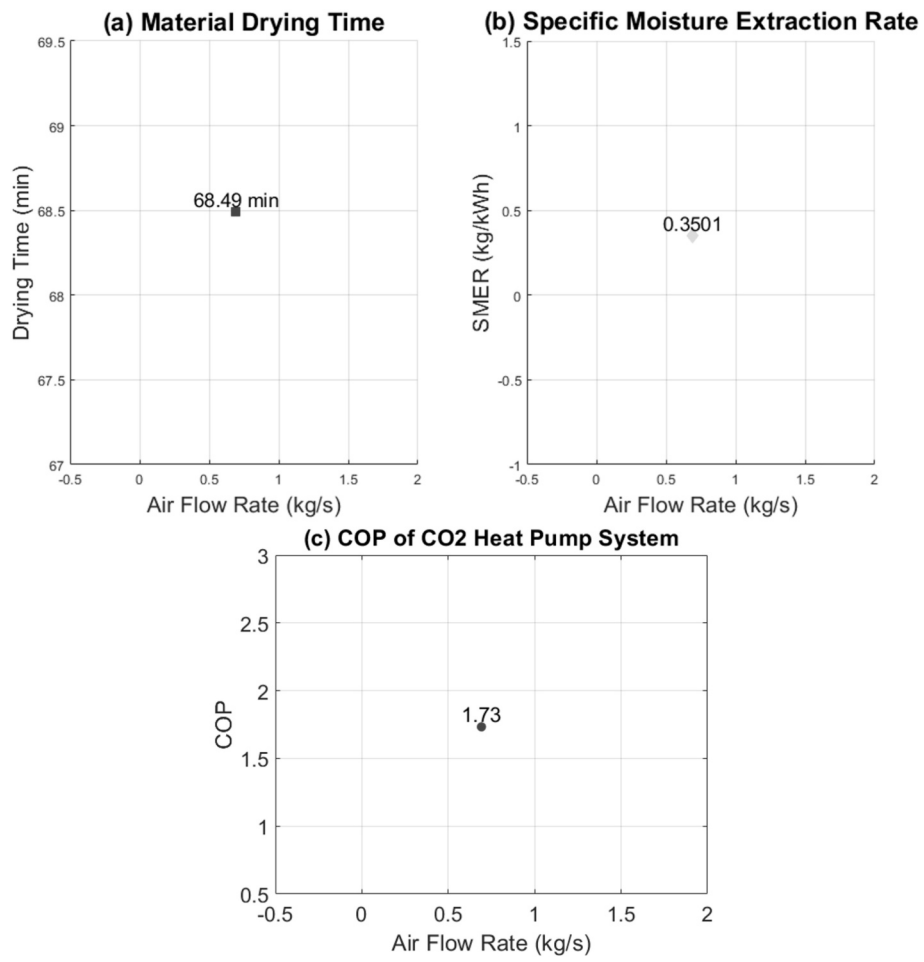 (a) Material Drying Time
69.5
69
68.5
68
67.5
67
Drying Time (min)
68.49 min
-0.5 0 0.5 1 1.5 2
Air Flow Rate (kg/s)
(b) Specific Moisture Extraction Rate
1.5
1
0.5
0
-0.5
-1
SMER (kg/kWh)
0.3501
-0.5 0 0.5 1 1.5 2
Air Flow Rate (kg/s)
(c) COP of CO2 Heat Pump System
3
2.5
2
1.5
1
0.5
COP
1.73
-0.5 0 0.5 1 1.5 2
Air Flow Rate (kg/s)